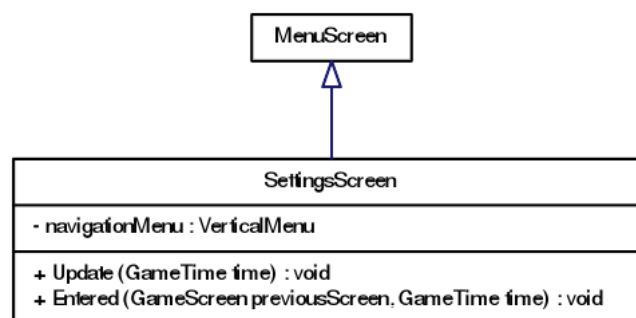 MenuScreen
SettingsScreen
- navigationMenu : VerticalMenu
+ Update (GameTime time) : void
+ Entered (GameScreen previousScreen, GameTime time) : void